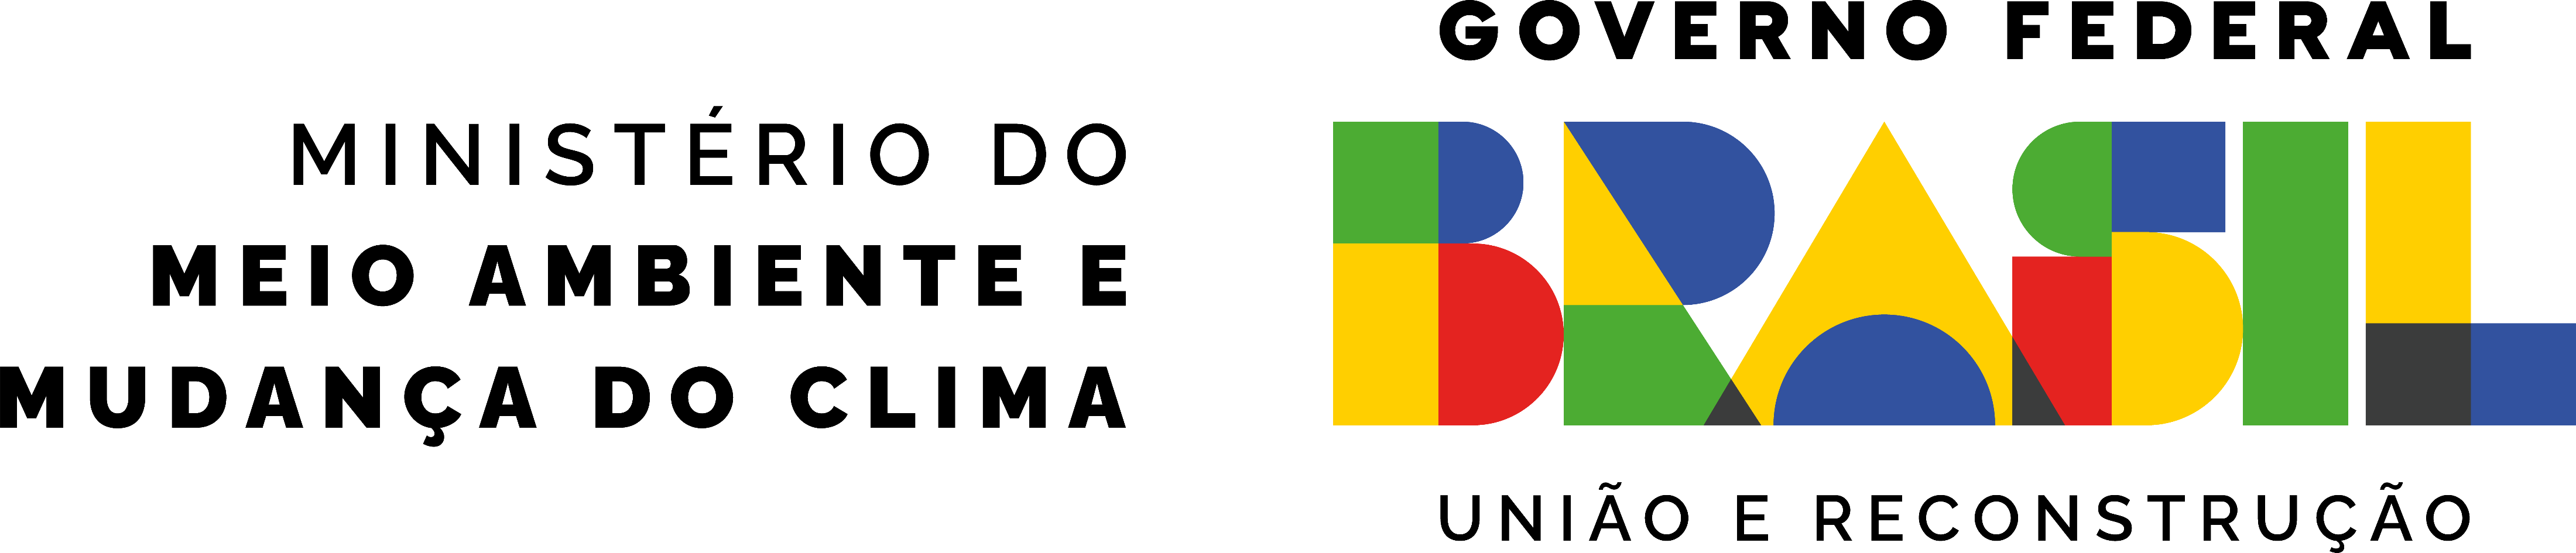 MINISTÉRIO DO
MEIO AMBIENTE E
MUDANÇA DO CLIMA
GOVERNO FEDERAL
BRASIL
UNIÃO E RECONSTRUÇÃO